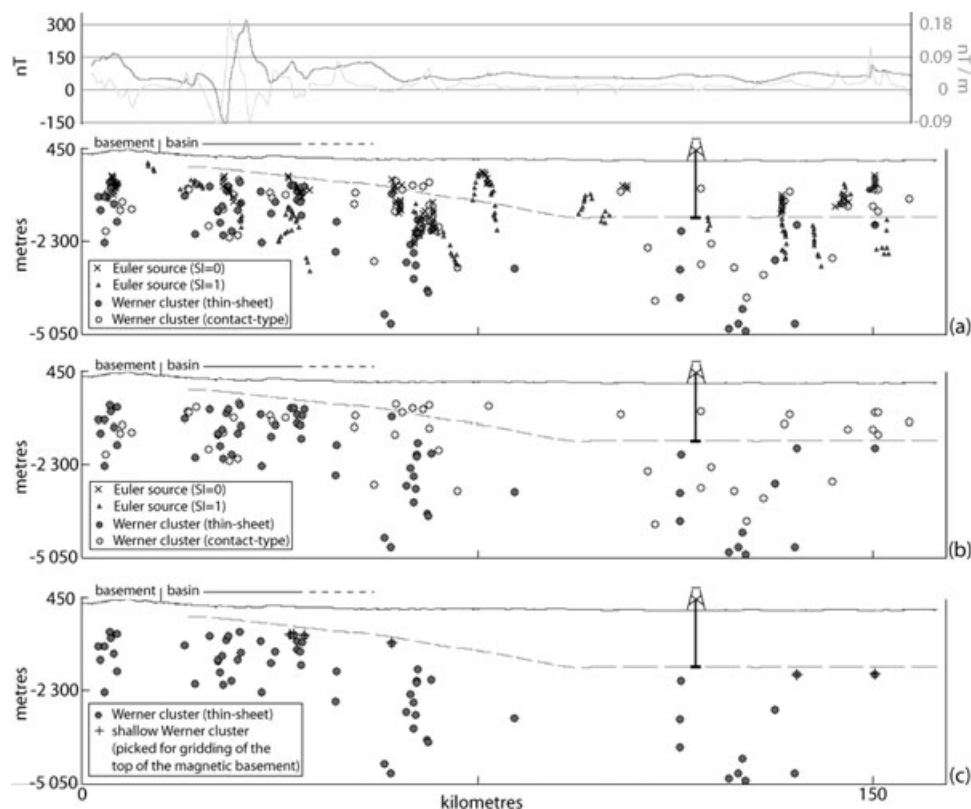 300
150
0
-150
nT
0.18
0.09
0
-0.09
nT/m
basement | basin
450
-2 300
-5 050
metres
× Euler source (SI=0)
▲ Euler source (SI=1)
Werner cluster (thin-sheet)
Werner cluster (contact-type)
(a)
basement | basin
450
-2 300
-5 050
metres
× Euler source (SI=0)
▲ Euler source (SI=1)
Werner cluster (thin-sheet)
Werner cluster (contact-type)
(b)
basement | basin
450
-2 300
-5 050
metres
Werner cluster (thin-sheet)
+ shallow Werner cluster
(picked for gridding of the
top of the magnetic basement)
(c)
0
150
kilometres